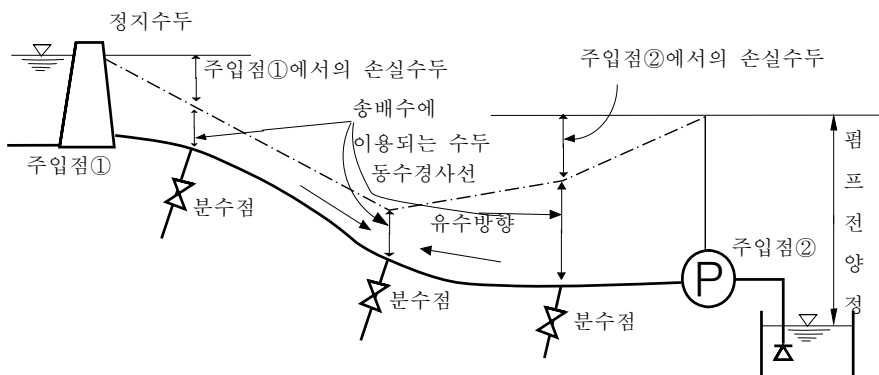 정지수두
주입점①에서의 손실수두
주입점②에서의 손실수두
송배수에
이용되는 수두
동수경사선
주입점①
분수점
유수방향
주입점②
분수점
분수점
P
펌
프
전
양
정